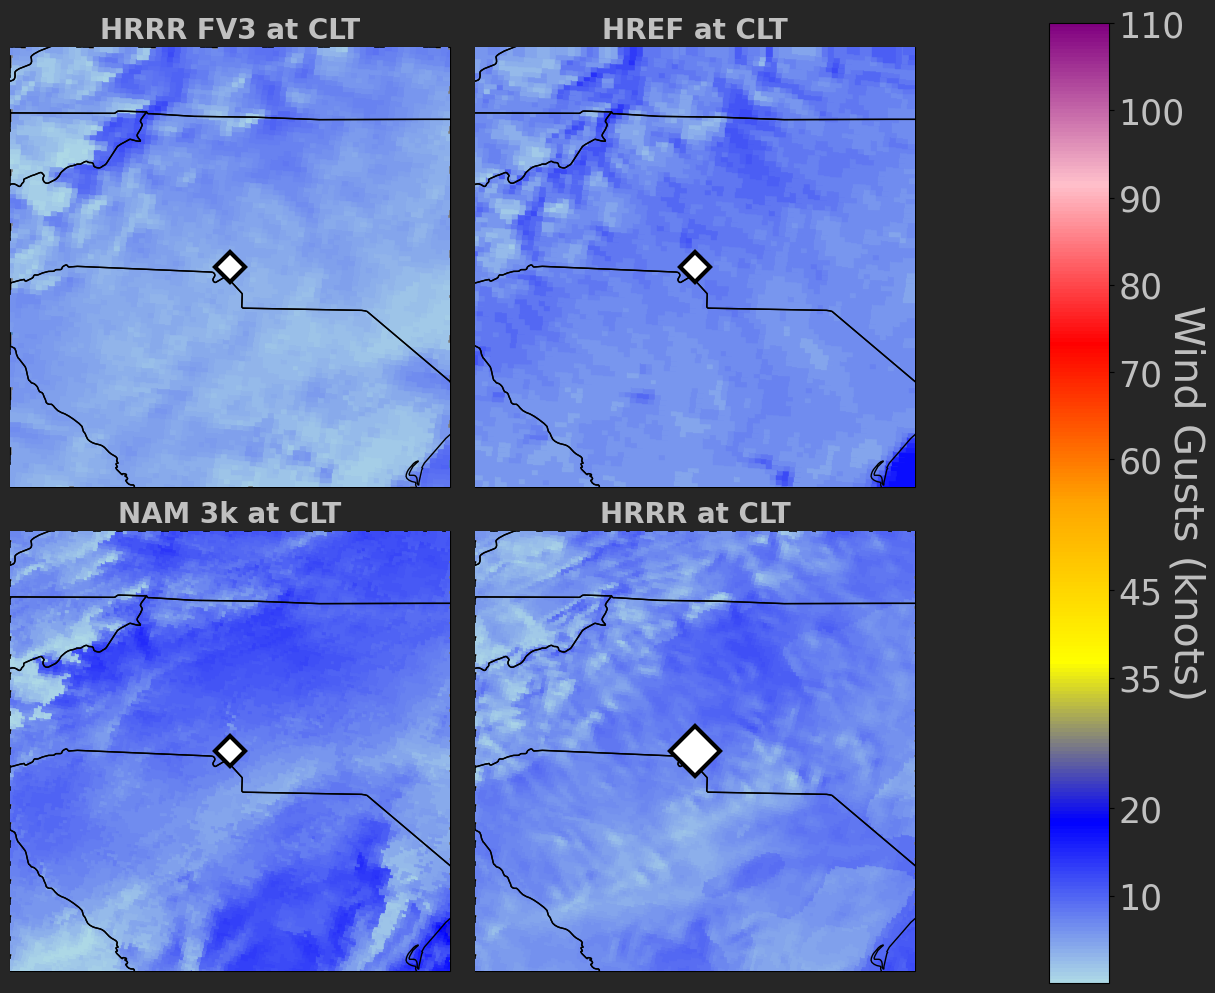 HRRR FV3 at CLT
HREF at CLT
NAM 3k at CLT
HRRR at CLT
110
100
90
80
70
60
45
35
20
10
Wind Gusts (knots)